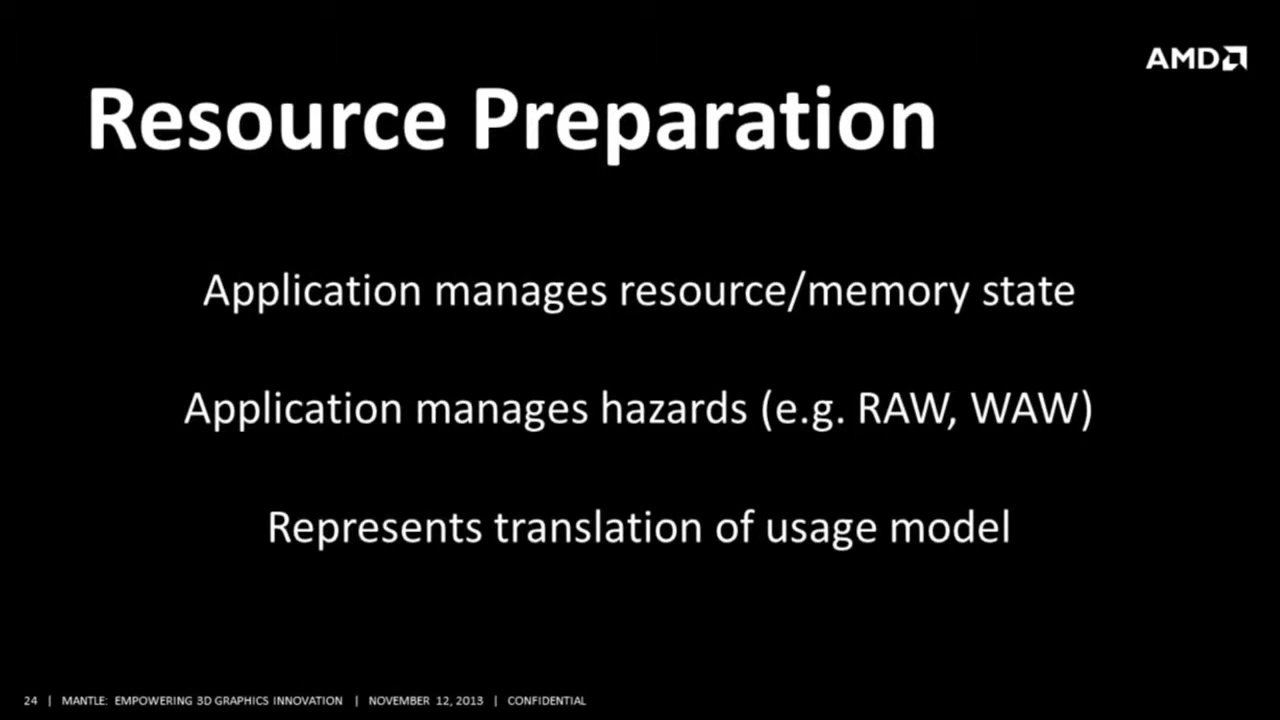 AMD
Resource Preparation
Application manages resource/memory state
Application manages hazards (e.g. RAW, WAW)
Represents translation of usage model
24 | MANTLE: EMPOWERING 3D GRAPHICS INNOVATION | NOVEMBER 12, 2013 | CONFIDENTIAL